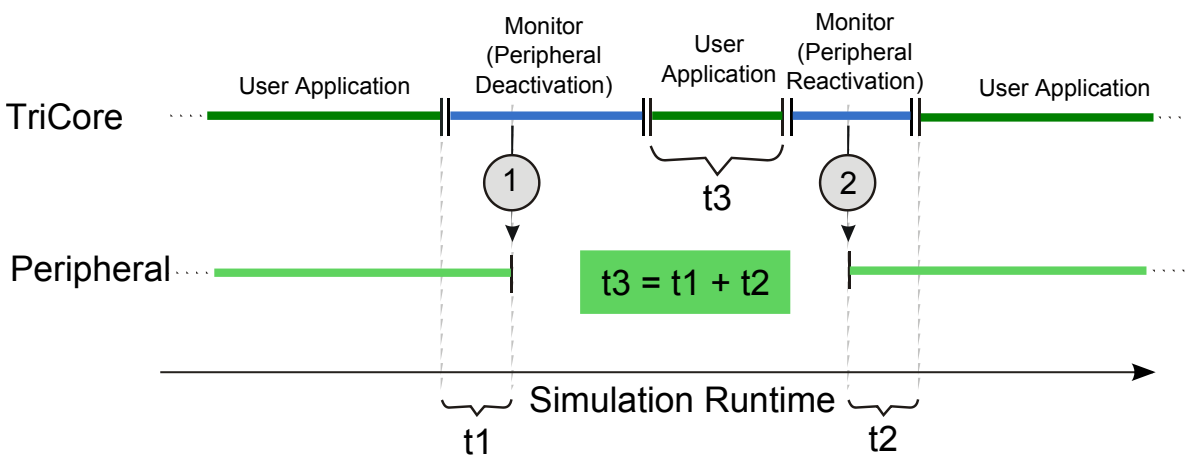 Monitor
(Peripheral
Deactivation)
User
Application
Monitor
(Peripheral
Reactivation)
User Application
User Application
TriCore
1
2
t3
Peripheral
t3 = t1 + t2
Simulation Runtime
t1
t2